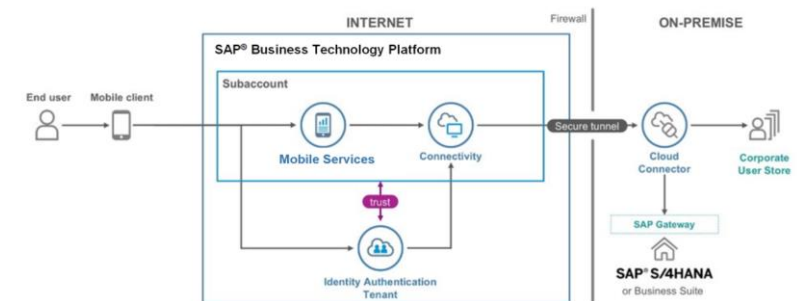 INTERNET
Firewall
ON-PREMISE
SAP® Business Technology Platform
Subaccount
End user
Mobile client
Mobile Services
Connectivity
Secure tunnel
Cloud
Connector
Corporate
User Store
trust
SAP Gateway
Identity Authentication
Tenant
SAP® S/4HANA
or Business Suite